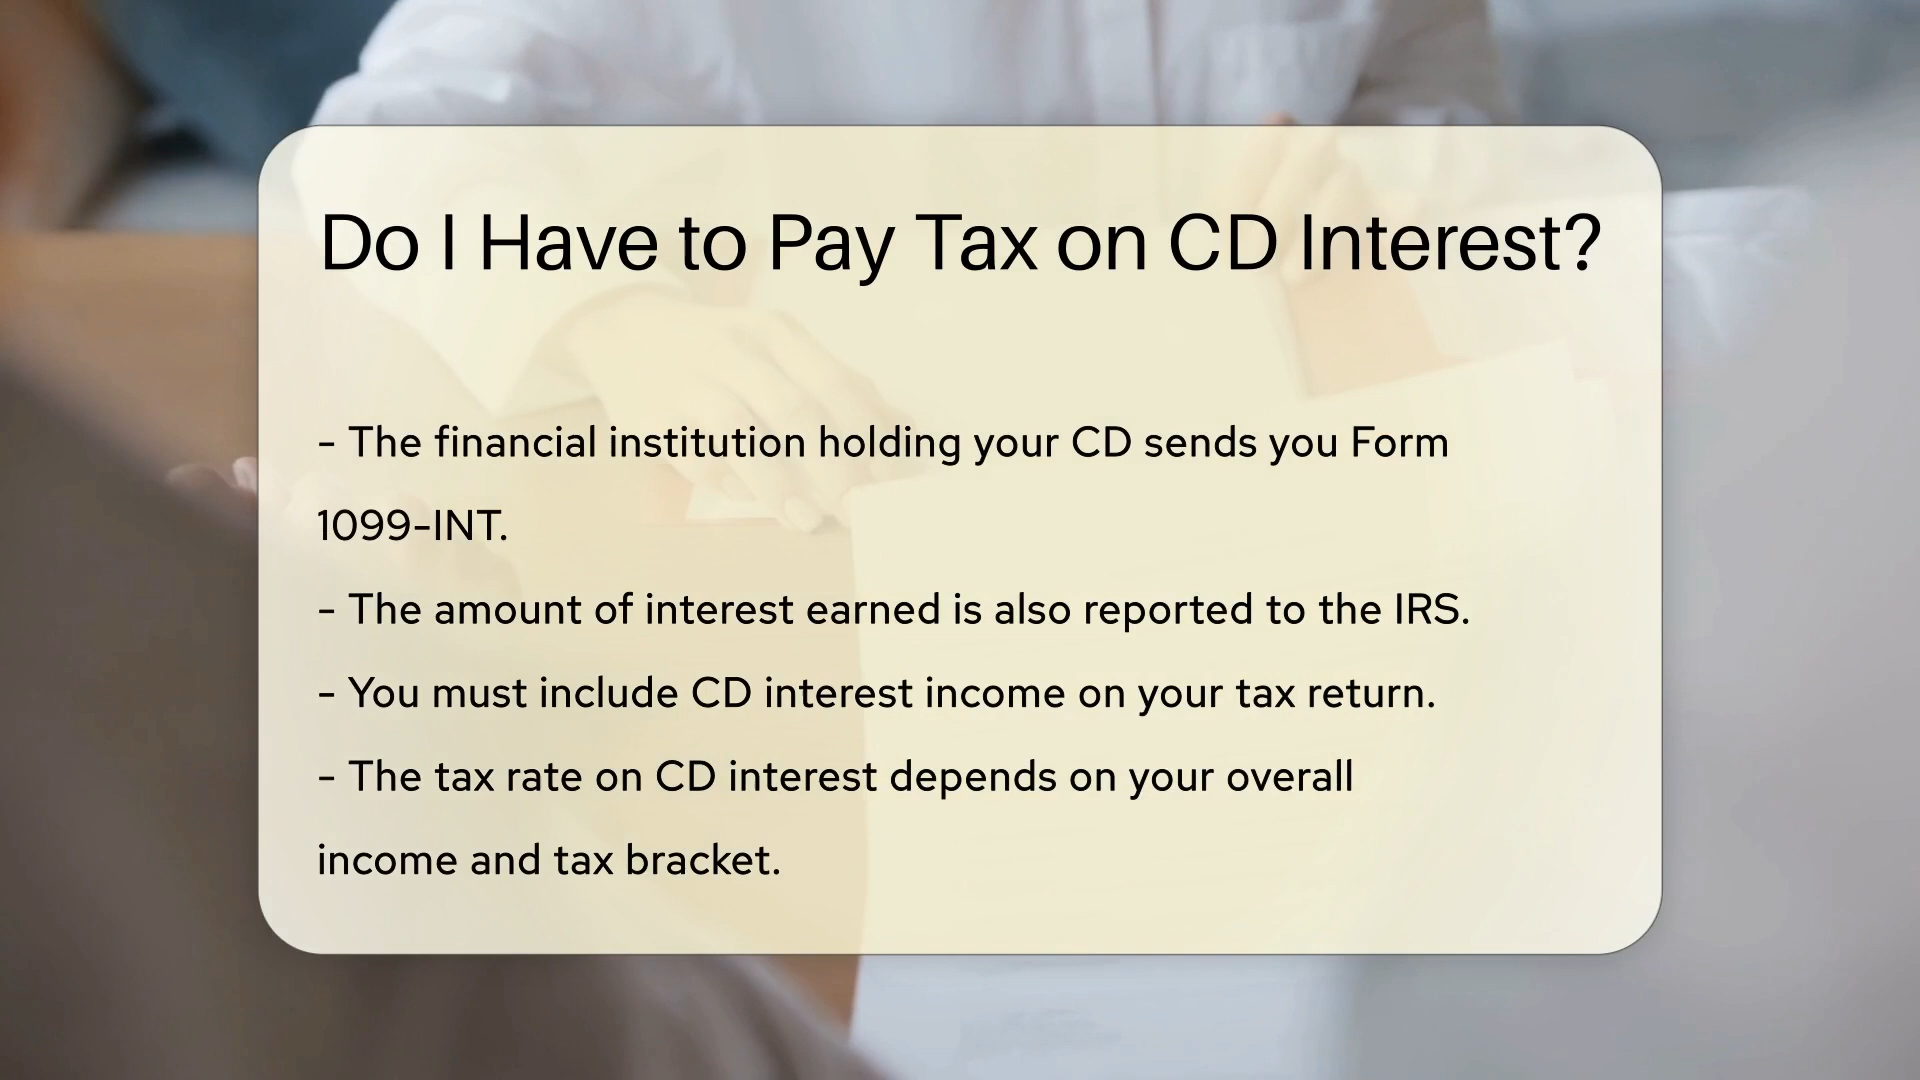 Do I Have to Pay Tax on CD Interest?
- The financial institution holding your CD sends you Form
1099-INT.
- The amount of interest earned is also reported to the IRS.
- You must include CD interest income on your tax return.
- The tax rate on CD interest depends on your overall
income and tax bracket.